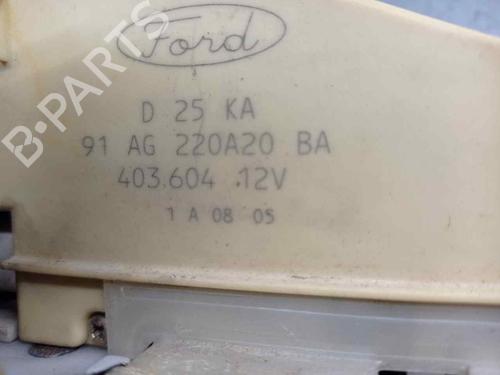 Ford
D 25 KA
91 AG 220A20 BA
403.604 .12V
1 A 08 05
B-PARTS